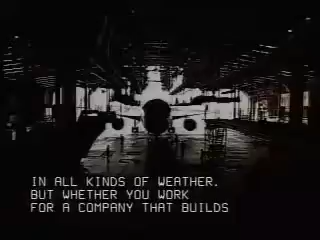 IN ALL KINDS OF WEATHER.
BUT WHETHER YOU WORK
FOR A COMPANY THAT BUILDS